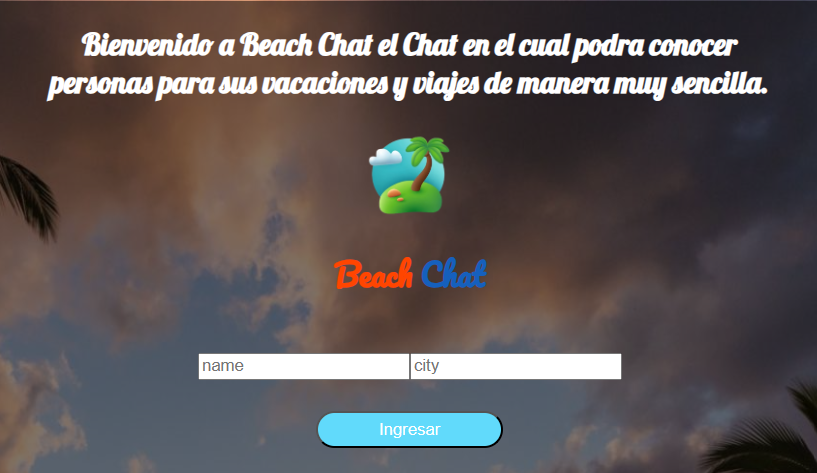 Bienvenido a Beach Chat el Chat en el cual podra conocer
personas para sus vacaciones y viajes de manera muy sencilla.
Beach Chat
name city
Ingresar